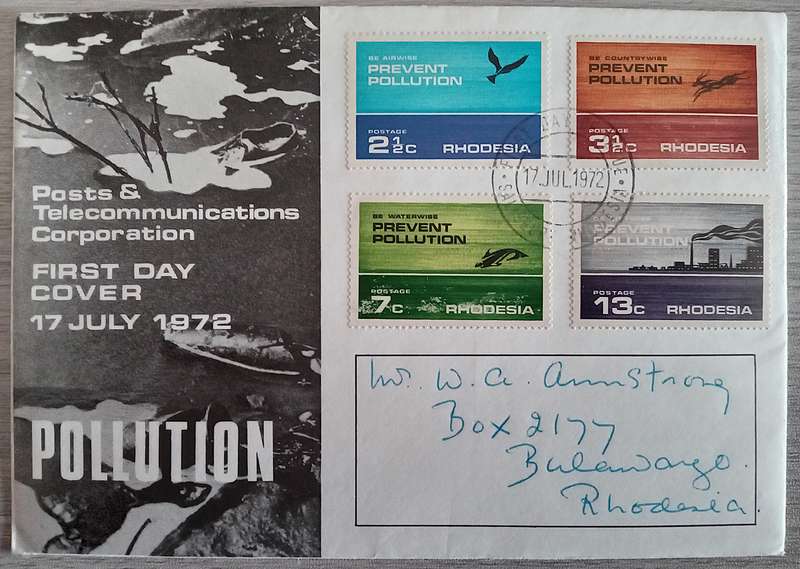 Posts &
Telecommunications
Corporation
FIRST DAY
COVER
17 JULY 1972
POLLUTION
BE AIRWISE
PREVENT
POLLUTION
POSTAGE
2½c RHODESIA
BE COUNTRYWISE
PREVENT
POLLUTION
POSTAGE
3½c RHODESIA
17.JUL.1972
BE WATERWISE
PREVENT
POLLUTION
POSTAGE
7c RHODESIA
PREVENT
POLLUTION
POSTAGE
13c RHODESIA
Mr. W. A. Armstrong
Box 2177
Bulawayo.
Rhodesia.